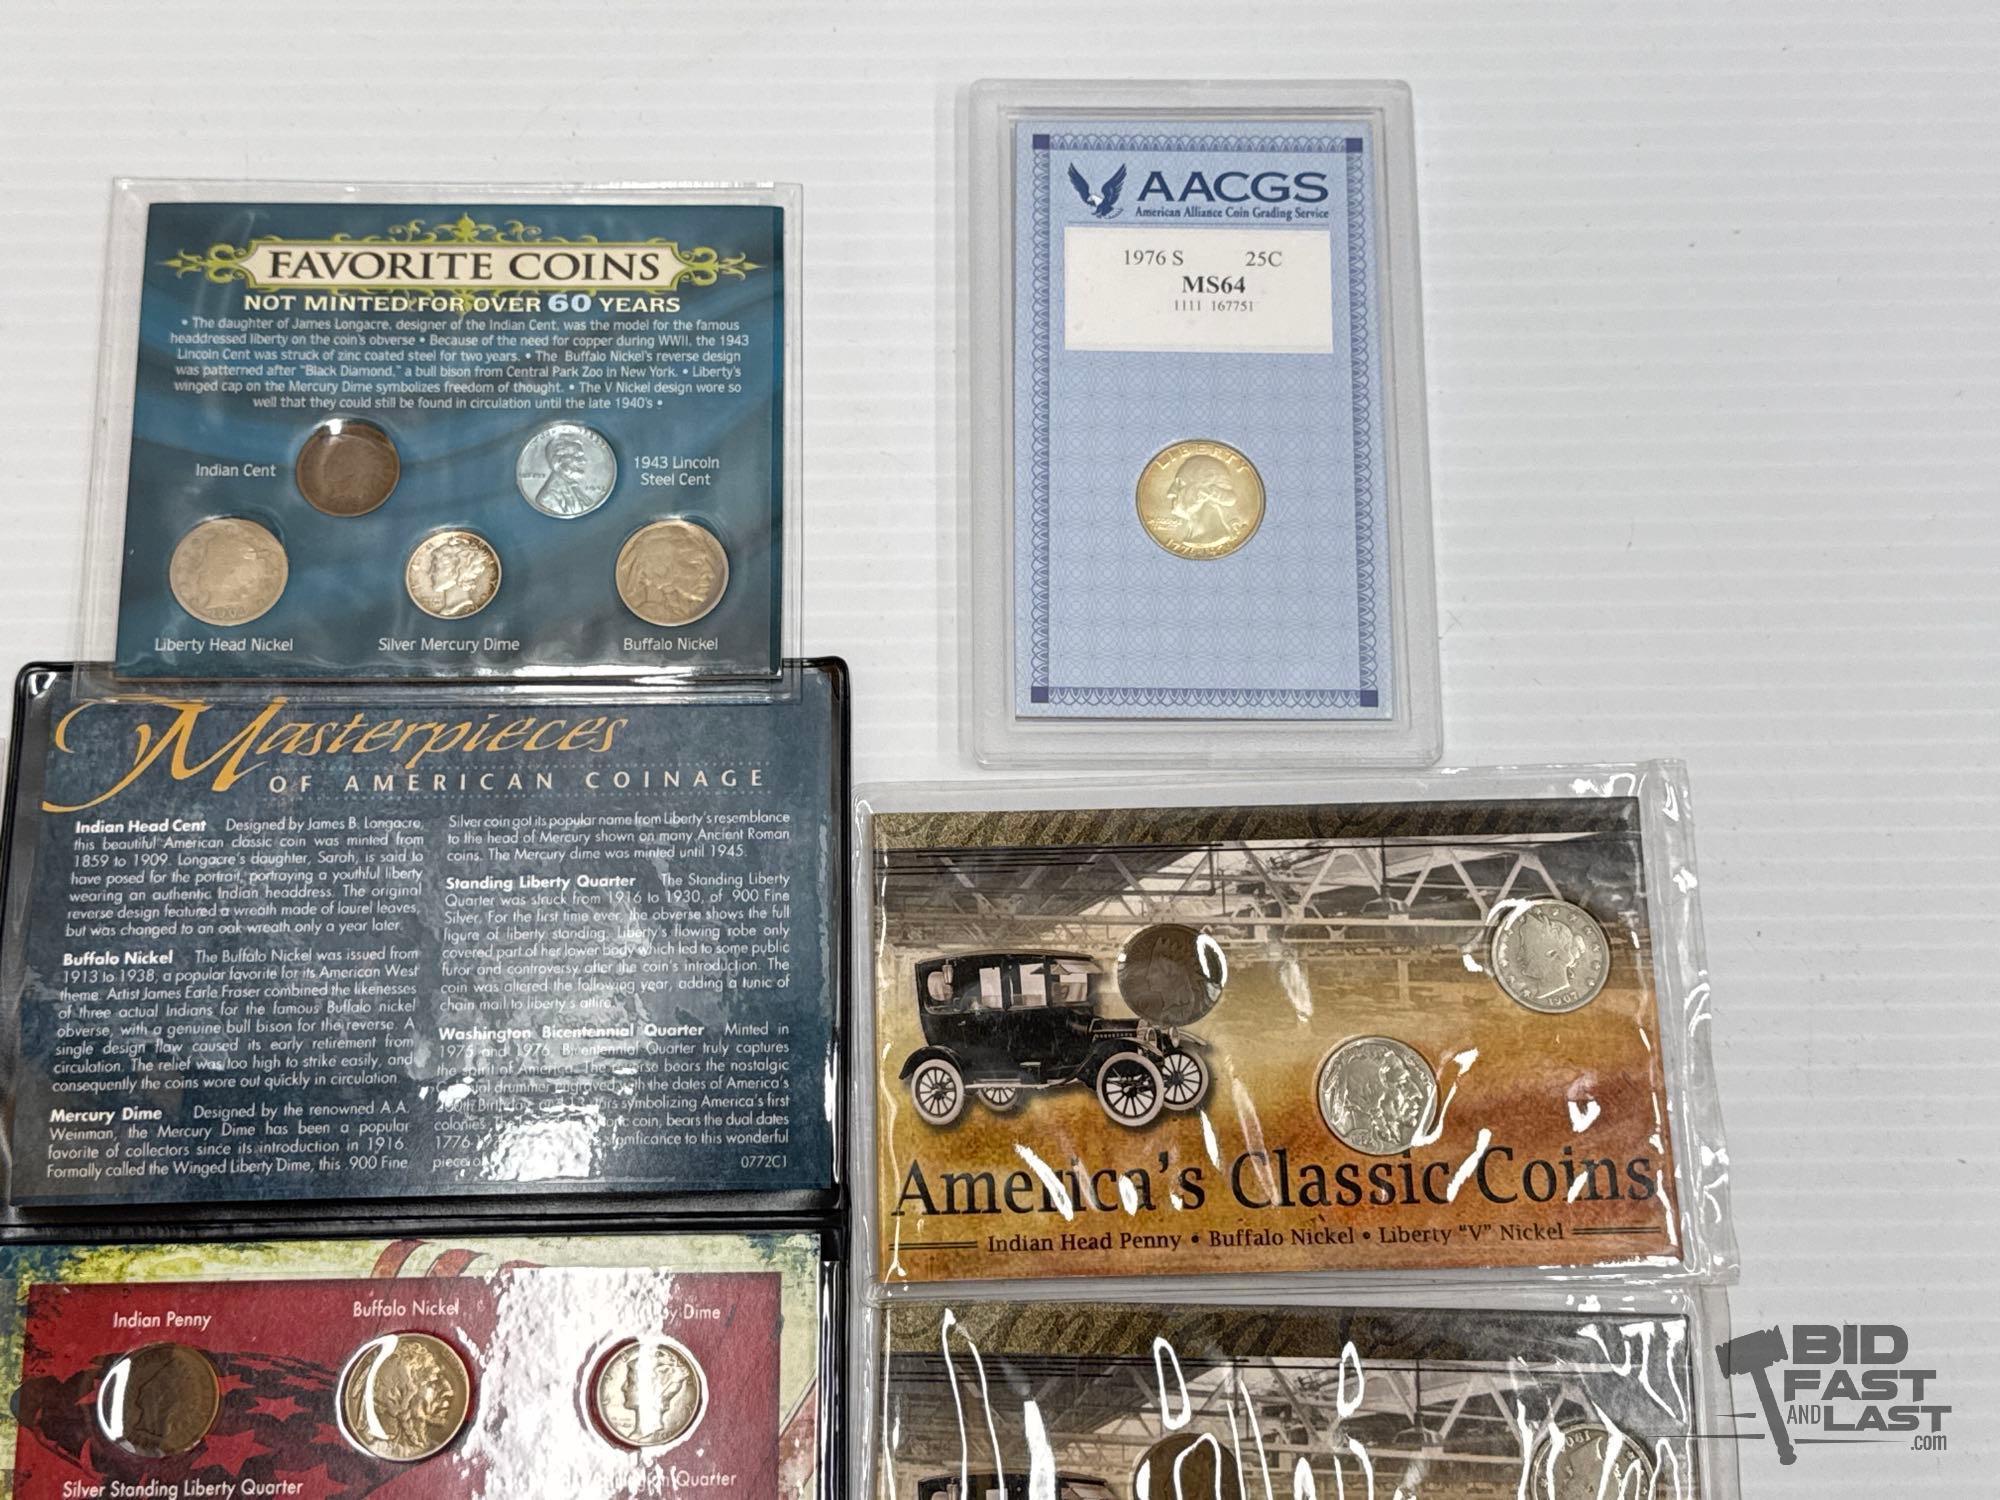 FAVORITE COINS
NOT MINTED FOR OVER 60 YEARS
• The daughter of James Longacre, designer of the Indian Cent, was the model for the famous
headdressed liberty on the coin's obverse • Because of the need for copper during WWII, the 1943
Lincoln Cent was struck of zinc coated steel for two years. • The Buffalo Nickel's reverse design
was patterned after "Black Diamond," a bull bison from Central Park Zoo in New York. • Liberty's
winged cap on the Mercury Dime symbolizes freedom of thought. • The V Nickel design wore so
well that they could still be found in circulation until the late 1940's •
Indian Cent
1943 Lincoln
Steel Cent
Liberty Head Nickel
Silver Mercury Dime
Buffalo Nickel
AACGS
American Alliance Coin Grading Service
1976 S 25C
MS64
1111 167751
LIBERTY
Masterpieces
OF AMERICAN COINAGE
Indian Head Cent Designed by James B. Longacre,
this beautiful American classic coin was minted from
1859 to 1909. Longacre's daughter, Sarah, is said to
have posed for the portrait, portraying a youthful liberty
wearing an authentic Indian headdress. The original
reverse design featured a wreath made of laurel leaves,
but was changed to an oak wreath only a year later.
Buffalo Nickel The Buffalo Nickel was issued from
1913 to 1938, a popular favorite for its American West
theme. Artist James Earle Fraser combined the likenesses
of three actual Indians for the famous Buffalo nickel
obverse, with a genuine bull bison for the reverse. A
single design flaw caused its early retirement from
circulation. The relief was too high to strike easily, and
consequently the coins wore out quickly in circulation.
Mercury Dime Designed by the renowned A.A.
Weinman, the Mercury Dime has been a popular
favorite of collectors since its introduction in 1916.
Formally called the Winged Liberty Dime, this .900 Fine
Silver coin got its popular name from Liberty's resemblance
to the head of Mercury shown on many Ancient Roman
coins. The Mercury dime was minted until 1945.
Standing Liberty Quarter The Standing Liberty
Quarter was struck from 1916 to 1930, of .900 Fine
Silver. For the first time ever, the obverse shows the full
figure of liberty standing. Liberty's flowing robe only
covered part of her lower body which led to some public
furor and controversy after the coin's introduction. The
coin was altered the following year, adding a tunic of
chain mail to liberty's attire.
Washington Bicentennial Quarter Minted in
1975 and 1976, Bicentennial Quarter truly captures
the spirit of America. The reverse bears the nostalgic
drummer engraved with the dates of America's
200th Birthday and 13 stars symbolizing America's first
colonies coin, bears the dual dates
1776 significance to this wonderful
piece
0772C1
Indian Penny
Buffalo Nickel
Dime
Silver Standing Liberty Quarter
Quarter
1907
America's Classic Coins
Indian Head Penny • Buffalo Nickel • Liberty "V" Nickel
BID
FAST
AND LAST
.com